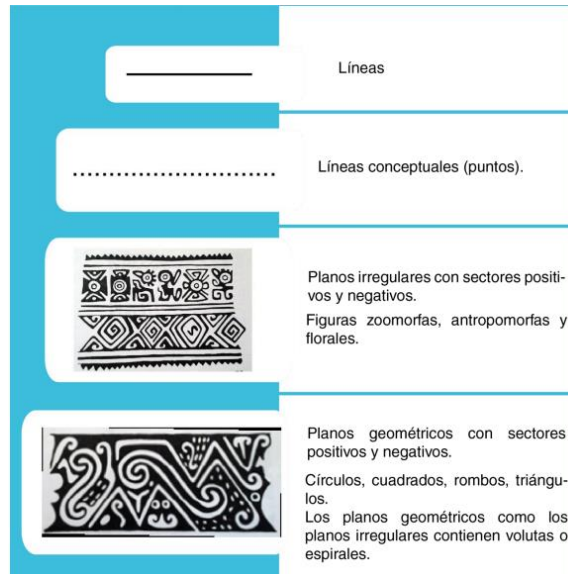 Líneas
Líneas conceptuales (puntos).
Planos irregulares con sectores positi-
vos y negativos.
Figuras zoomorfas, antropomorfas y
florales.
Planos geométricos con sectores
positivos y negativos.
Círculos, cuadrados, rombos, triángu-
los.
Los planos geométricos como los
planos irregulares contienen volutas o
espirales.